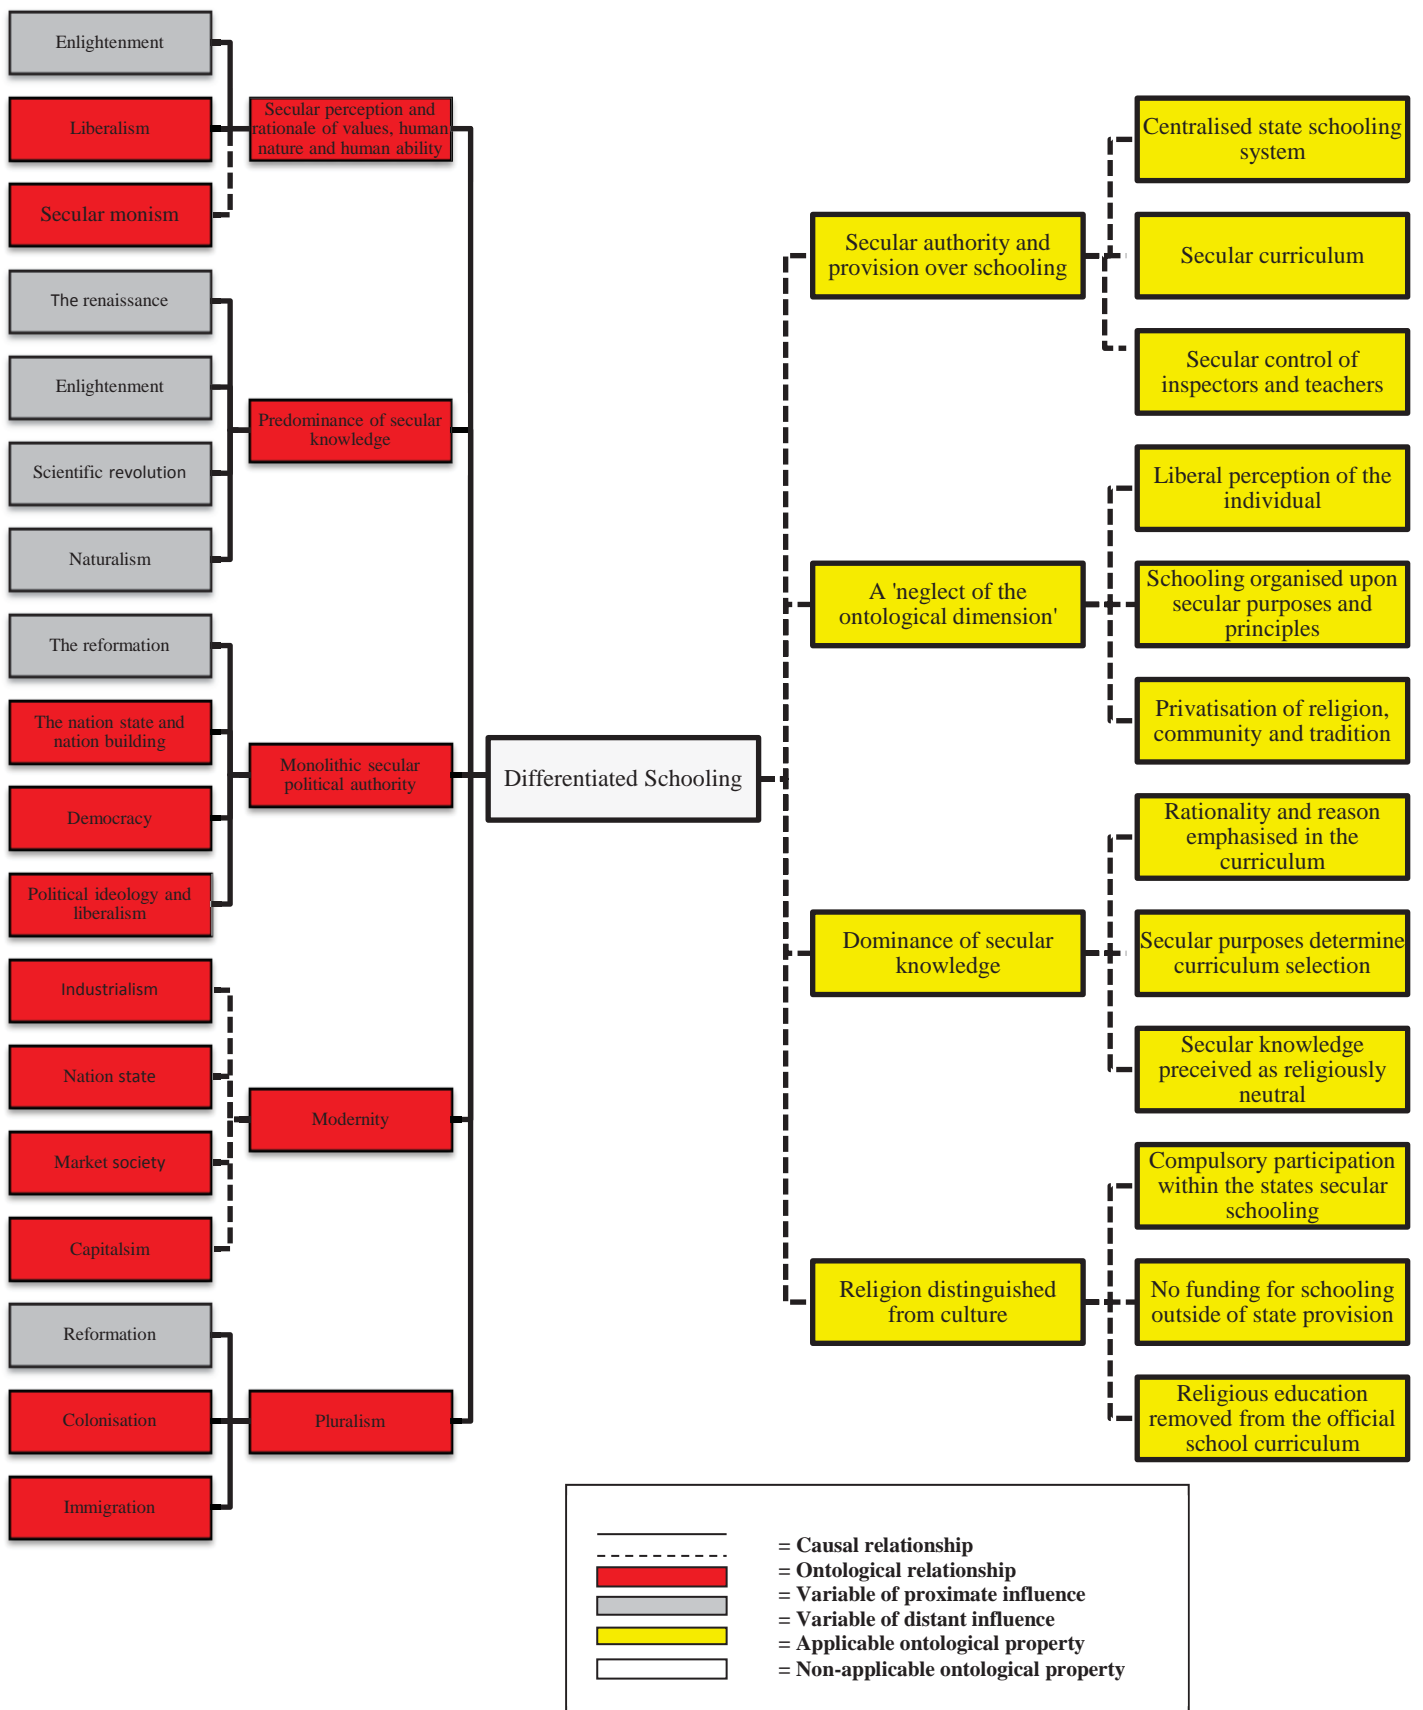 Enlightenment
Liberalism
Secular monism
Secular perception and
rationale of values, human
nature and human ability
The renaissance
Enlightenment
Scientific revolution
Naturalism
Predominance of secular
knowledge
The reformation
The nation state and
nation building
Democracy
Political ideology and
liberalism
Monolithic secular
political authority
Industrialism
Nation state
Market society
Capitalsim
Modernity
Reformation
Colonisation
Immigration
Pluralism
Differentiated Schooling
Secular authority and
provision over schooling
Centralised state schooling
system
Secular curriculum
Secular control of
inspectors and teachers
A 'neglect of the
ontological dimension'
Liberal perception of the
individual
Schooling organised upon
secular purposes and
principles
Privatisation of religion,
community and tradition
Dominance of secular
knowledge
Rationality and reason
emphasised in the
curriculum
Secular purposes determine
curriculum selection
Secular knowledge
preceived as religiously
neutral
Religion distinguished
from culture
Compulsory participation
within the states secular
schooling
No funding for schooling
outside of state provision
Religious education
removed from the official
school curriculum
= Causal relationship
= Ontological relationship
= Variable of proximate influence
= Variable of distant influence
= Applicable ontological property
= Non-applicable ontological property